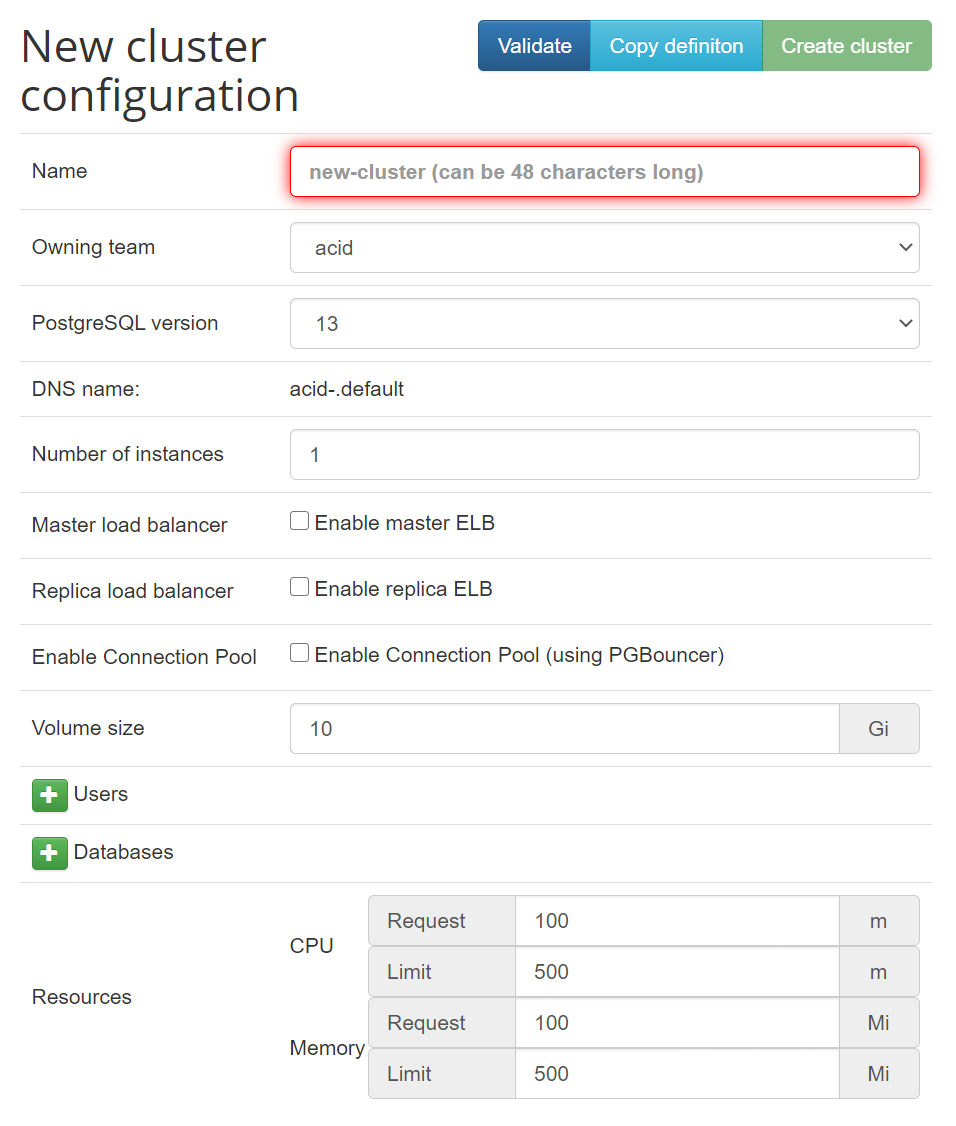 New cluster
configuration
Validate
Copy definiton
Create cluster
Name
new-cluster (can be 48 characters long)
Owning team
acid
PostgreSQL version
13
DNS name:
acid-.default
Number of instances
1
Master load balancer
Enable master ELB
Replica load balancer
Enable replica ELB
Enable Connection Pool
Enable Connection Pool (using PGBouncer)
Volume size
10
Gi
Users
Databases
Resources
CPU
Request
100
m
Limit
500
m
Memory
Request
100
Mi
Limit
500
Mi